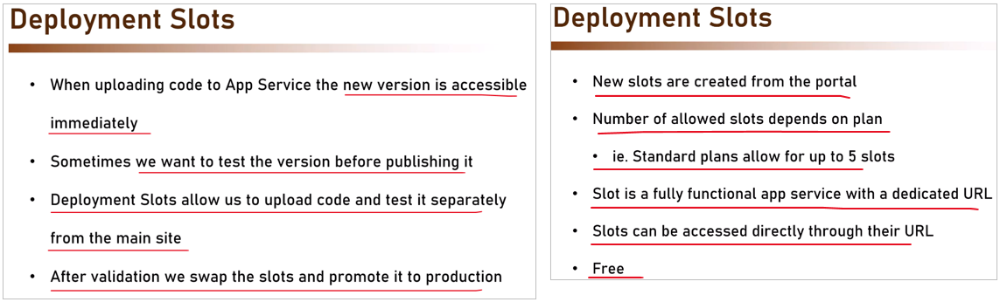 Deployment Slots
• When uploading code to App Service the new version is accessible
immediately
• Sometimes we want to test the version before publishing it
• Deployment Slots allow us to upload code and test it separately
from the main site
• After validation we swap the slots and promote it to production
Deployment Slots
• New slots are created from the portal
• Number of allowed slots depends on plan
• ie. Standard plans allow for up to 5 slots
• Slot is a fully functional app service with a dedicated URL
• Slots can be accessed directly through their URL
• Free